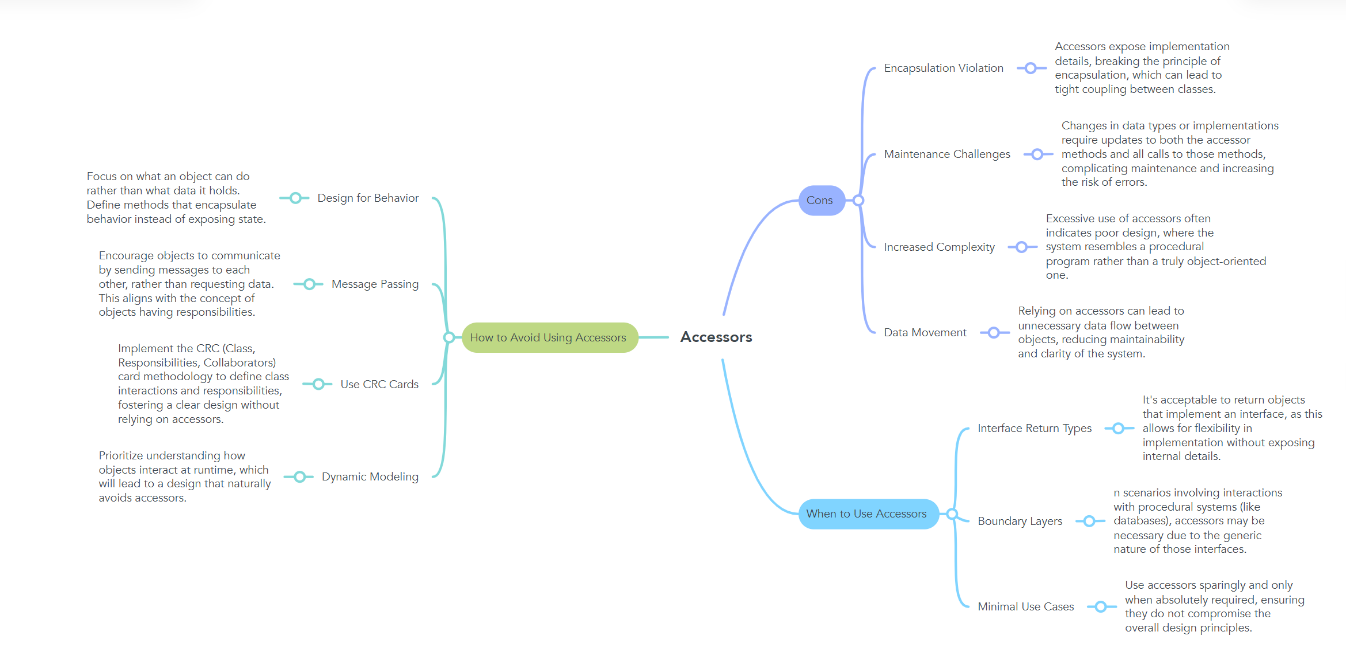 Accessors
Cons
Encapsulation Violation
Accessors expose implementation
details, breaking the principle of
encapsulation, which can lead to
tight coupling between classes.
Maintenance Challenges
Changes in data types or implementations
require updates to both the accessor
methods and all calls to those methods,
complicating maintenance and increasing
the risk of errors.
Increased Complexity
Excessive use of accessors often
indicates poor design, where the
system resembles a procedural
program rather than a truly object-oriented
one.
Data Movement
Relying on accessors can lead to
unnecessary data flow between
objects, reducing maintainability
and clarity of the system.
When to Use Accessors
Interface Return Types
It's acceptable to return objects
that implement an interface, as this
allows for flexibility in
implementation without exposing
internal details.
Boundary Layers
n scenarios involving interactions
with procedural systems (like
databases), accessors may be
necessary due to the generic
nature of those interfaces.
Minimal Use Cases
Use accessors sparingly and only
when absolutely required, ensuring
they do not compromise the
overall design principles.
How to Avoid Using Accessors
Design for Behavior
Focus on what an object can do
rather than what data it holds.
Define methods that encapsulate
behavior instead of exposing state.
Message Passing
Encourage objects to communicate
by sending messages to each
other, rather than requesting data.
This aligns with the concept of
objects having responsibilities.
Use CRC Cards
Implement the CRC (Class,
Responsibilities, Collaborators)
card methodology to define class
interactions and responsibilities,
fostering a clear design without
relying on accessors.
Dynamic Modeling
Prioritize understanding how
objects interact at runtime, which
will lead to a design that naturally
avoids accessors.